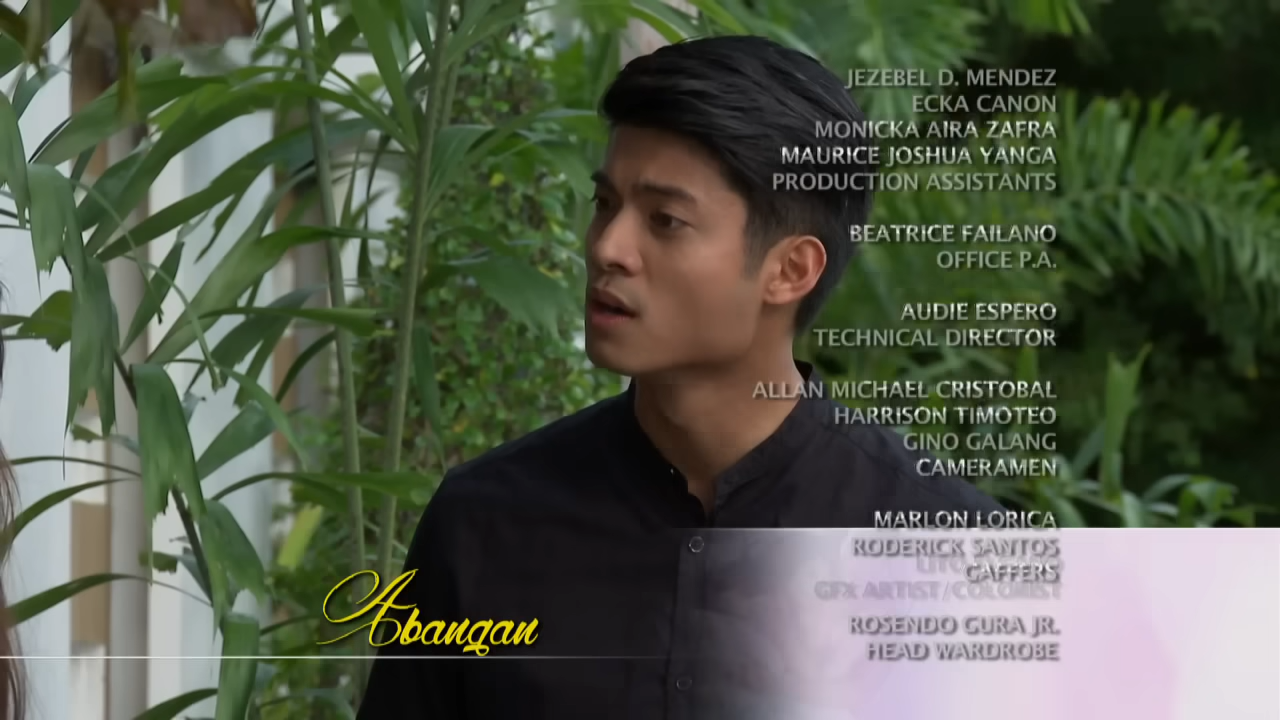 JEZEBEL D. MENDEZ
ECKA CANON
MONICKA AIRA ZAFRA
MAURICE JOSHUA YANGA
PRODUCTION ASSISTANTS
BEATRICE FAILANO
OFFICE P.A.
AUDIE ESPERO
TECHNICAL DIRECTOR
ALLAN MICHAEL CRISTOBAL
HARRISON TIMOTEO
GINO GALANG
CAMERAMEN
MARLON LORICA
RODERICK SANTOS
GAFFERS
GFX ARTIST/COLORIST
ROSENDO GURA JR.
HEAD WARDROBE
Abangan